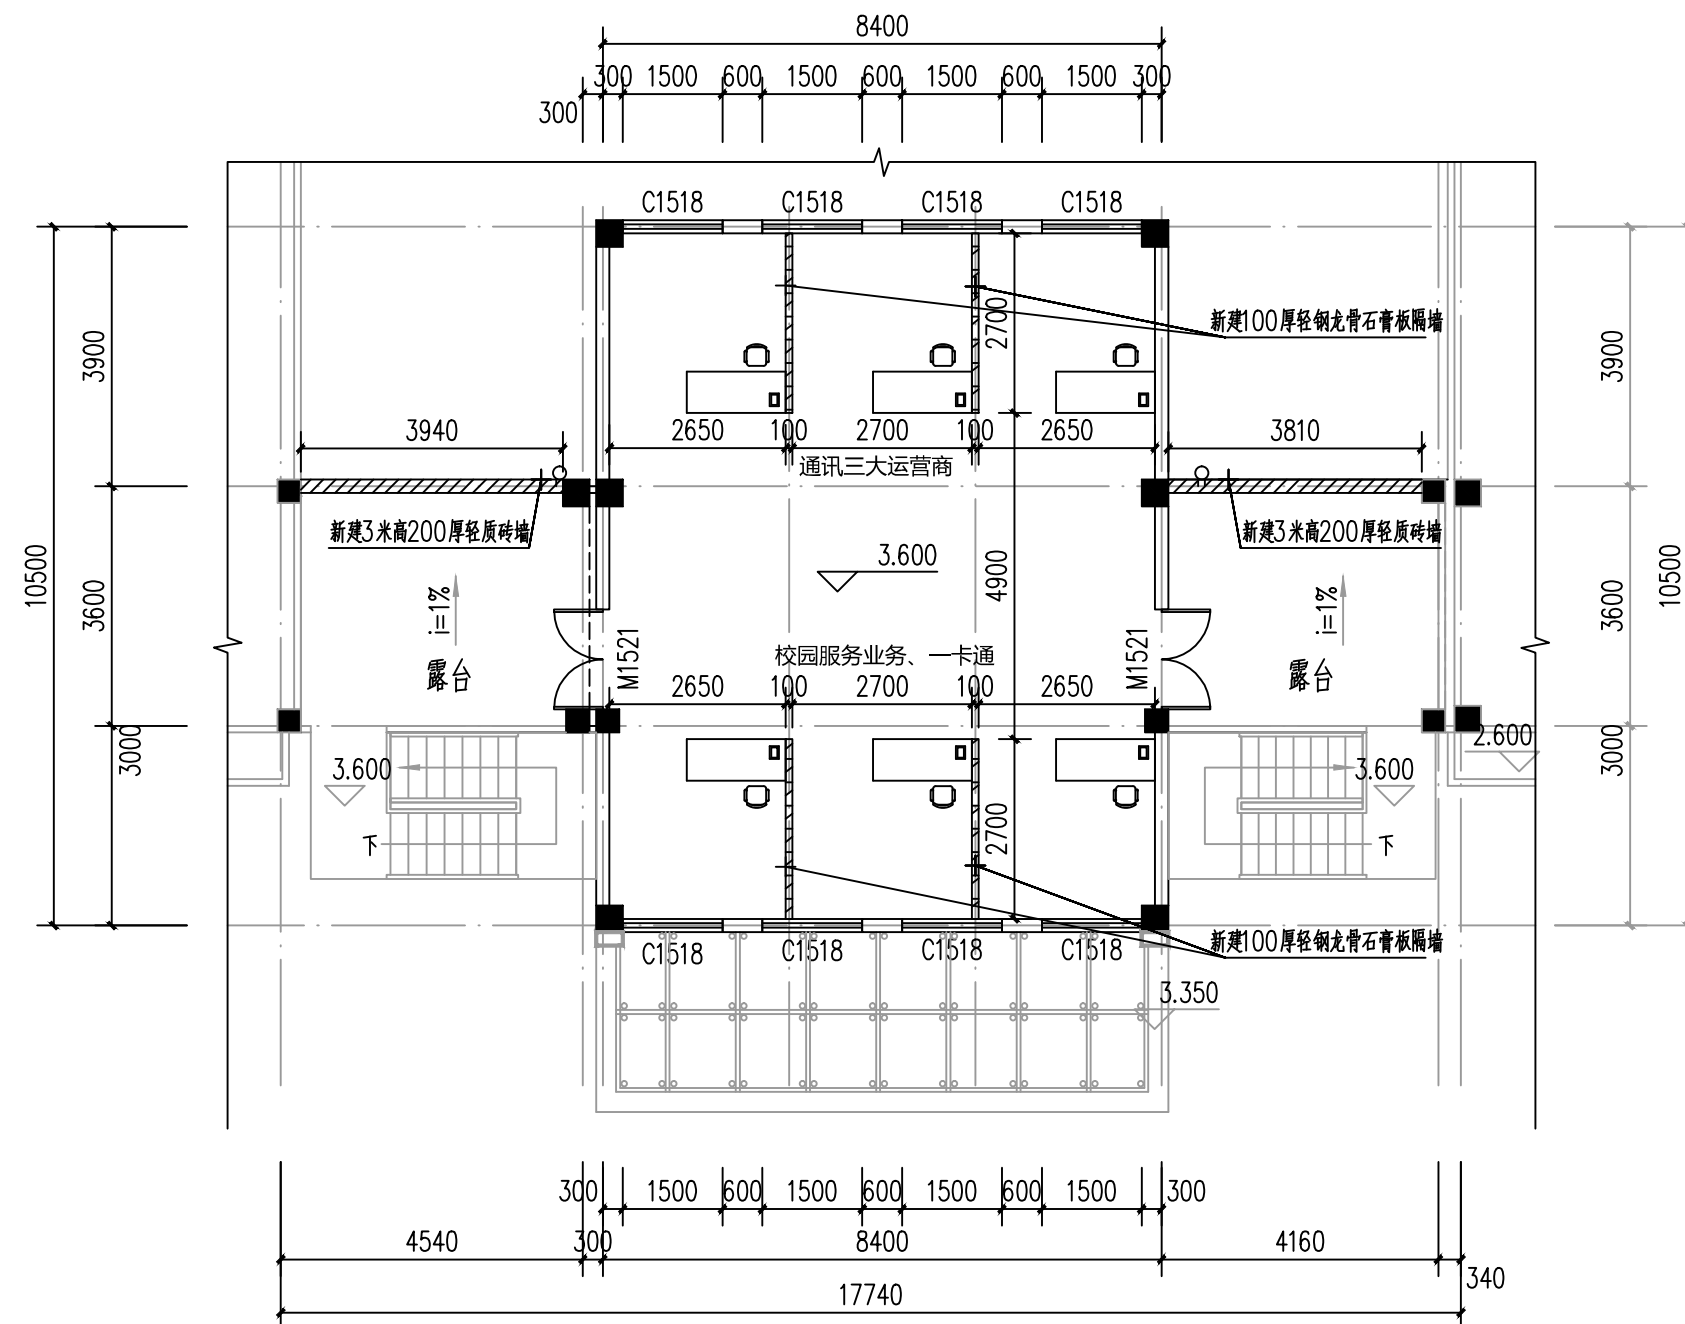 8400
300 1500 600 1500 600 1500 600 1500 300
300
C1518 C1518 C1518 C1518
新建100厚轻钢龙骨石膏板隔墙
2700
3900 3900
3940 2650 100 2700 100 2650 3810
通讯三大运营商
新建3米高200厚轻质砖墙 新建3米高200厚轻质砖墙
3.600
10500 3600 i=1% 4900 i=1% 3600 10500
M1521 M1521
校园服务业务、一卡通
露台 露台
2650 100 2700 100 2650
3000 2.600 3000
3.600 3.600
下 下
2700
新建100厚轻钢龙骨石膏板隔墙
C1518 C1518 C1518 C1518
3.350
300 1500 600 1500 600 1500 600 1500 300
4540 300 8400 4160
340
17740